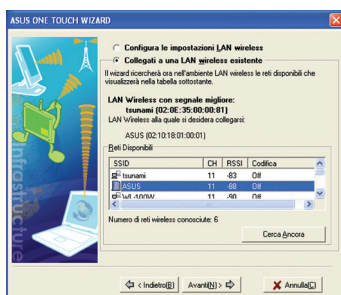 ASUS ONE TOUCH WIZARD
Configura le impostazioni LAN wireless
Collegati a una LAN wireless esistente
Il wizard ricercherà ora nell'ambiente LAN wireless le reti disponibili che
visualizzerà nella tabella sottostante.
LAN Wireless con segnale migliore:
tsunami (02:0E:35:00:00:81)
LAN Wireless alla quale si desidera collegarsi:
ASUS (02:10:18:01:00:01)
Reti Disponibili
SSID CH RSSI Codifica
tsunami 11 -83 Off
ASUS 11 -88 Off
WL-100W 11 -90 Off
Numero di reti wireless conosciute: 6
Cerca Ancora
Infrastructure
< Indietro(B) Avanti(N) > Annulla(C)